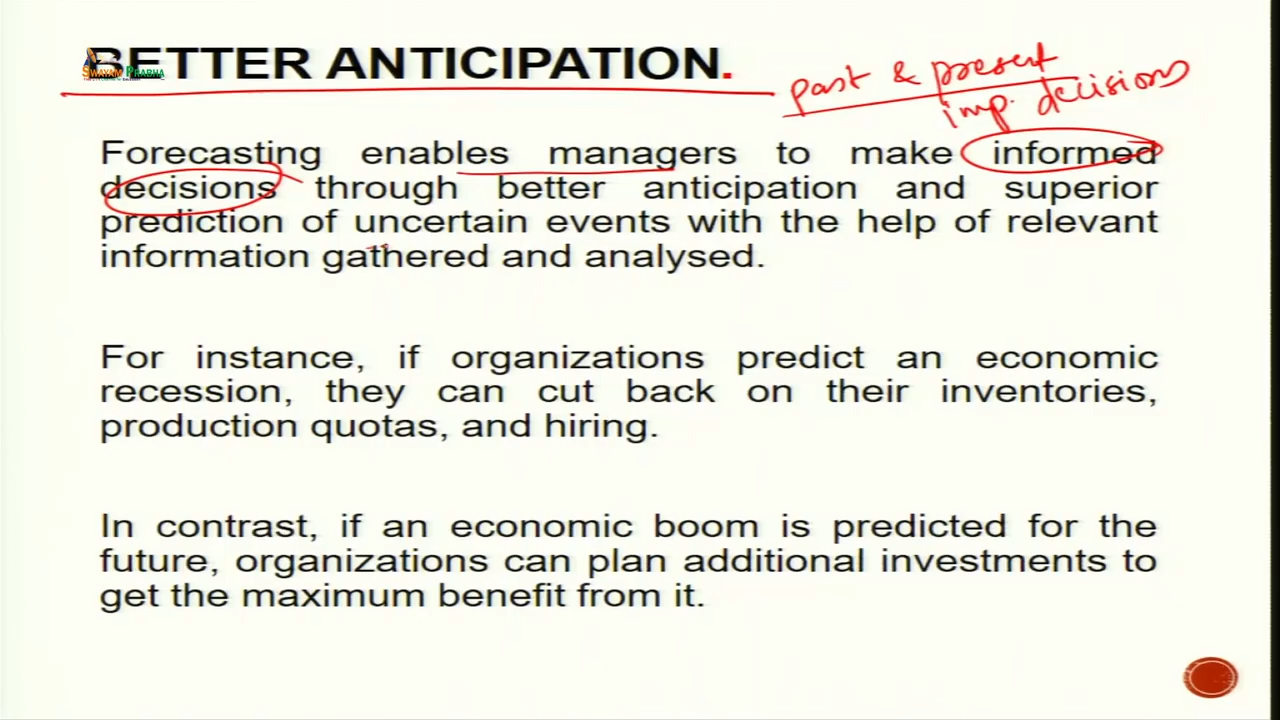 BETTER ANTICIPATION.
SWAYAM PRABHA
past & present
imp. decisions
Forecasting enables managers to make informed
decisions through better anticipation and superior
prediction of uncertain events with the help of relevant
information gathered and analysed.
For instance, if organizations predict an economic
recession, they can cut back on their inventories,
production quotas, and hiring.
In contrast, if an economic boom is predicted for the
future, organizations can plan additional investments to
get the maximum benefit from it.